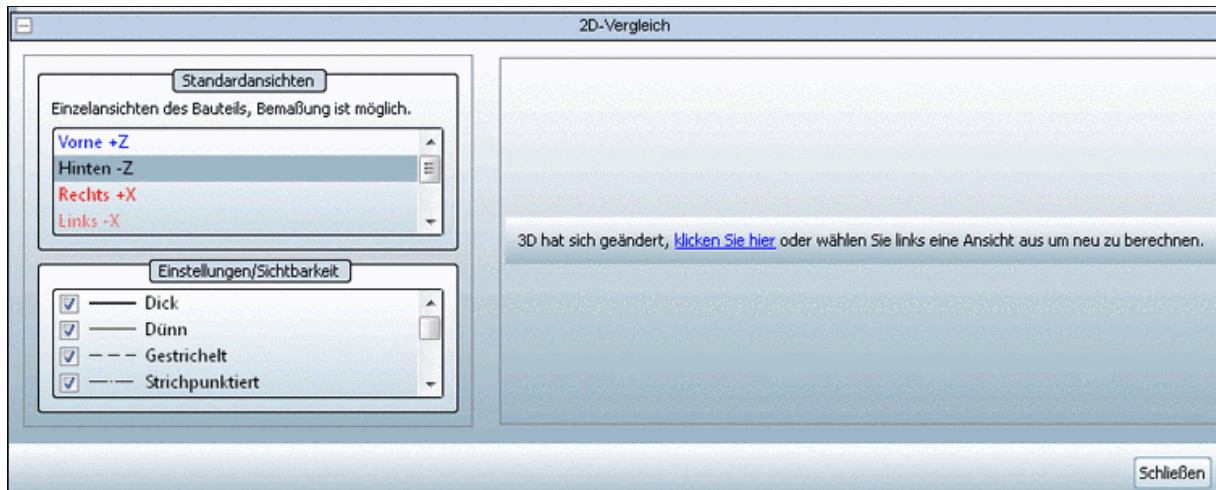 2D-Vergleich
Standardansichten
Einzelansichten des Bauteils, Bemaßung ist möglich.
Vorne +Z
Hinten -Z
Rechts +X
Links -X
Einstellungen/Sichtbarkeit
Dick
Dünn
Gestrichelt
Strichpunktiert
3D hat sich geändert, klicken Sie hier oder wählen Sie links eine Ansicht aus um neu zu berechnen.
Schließen